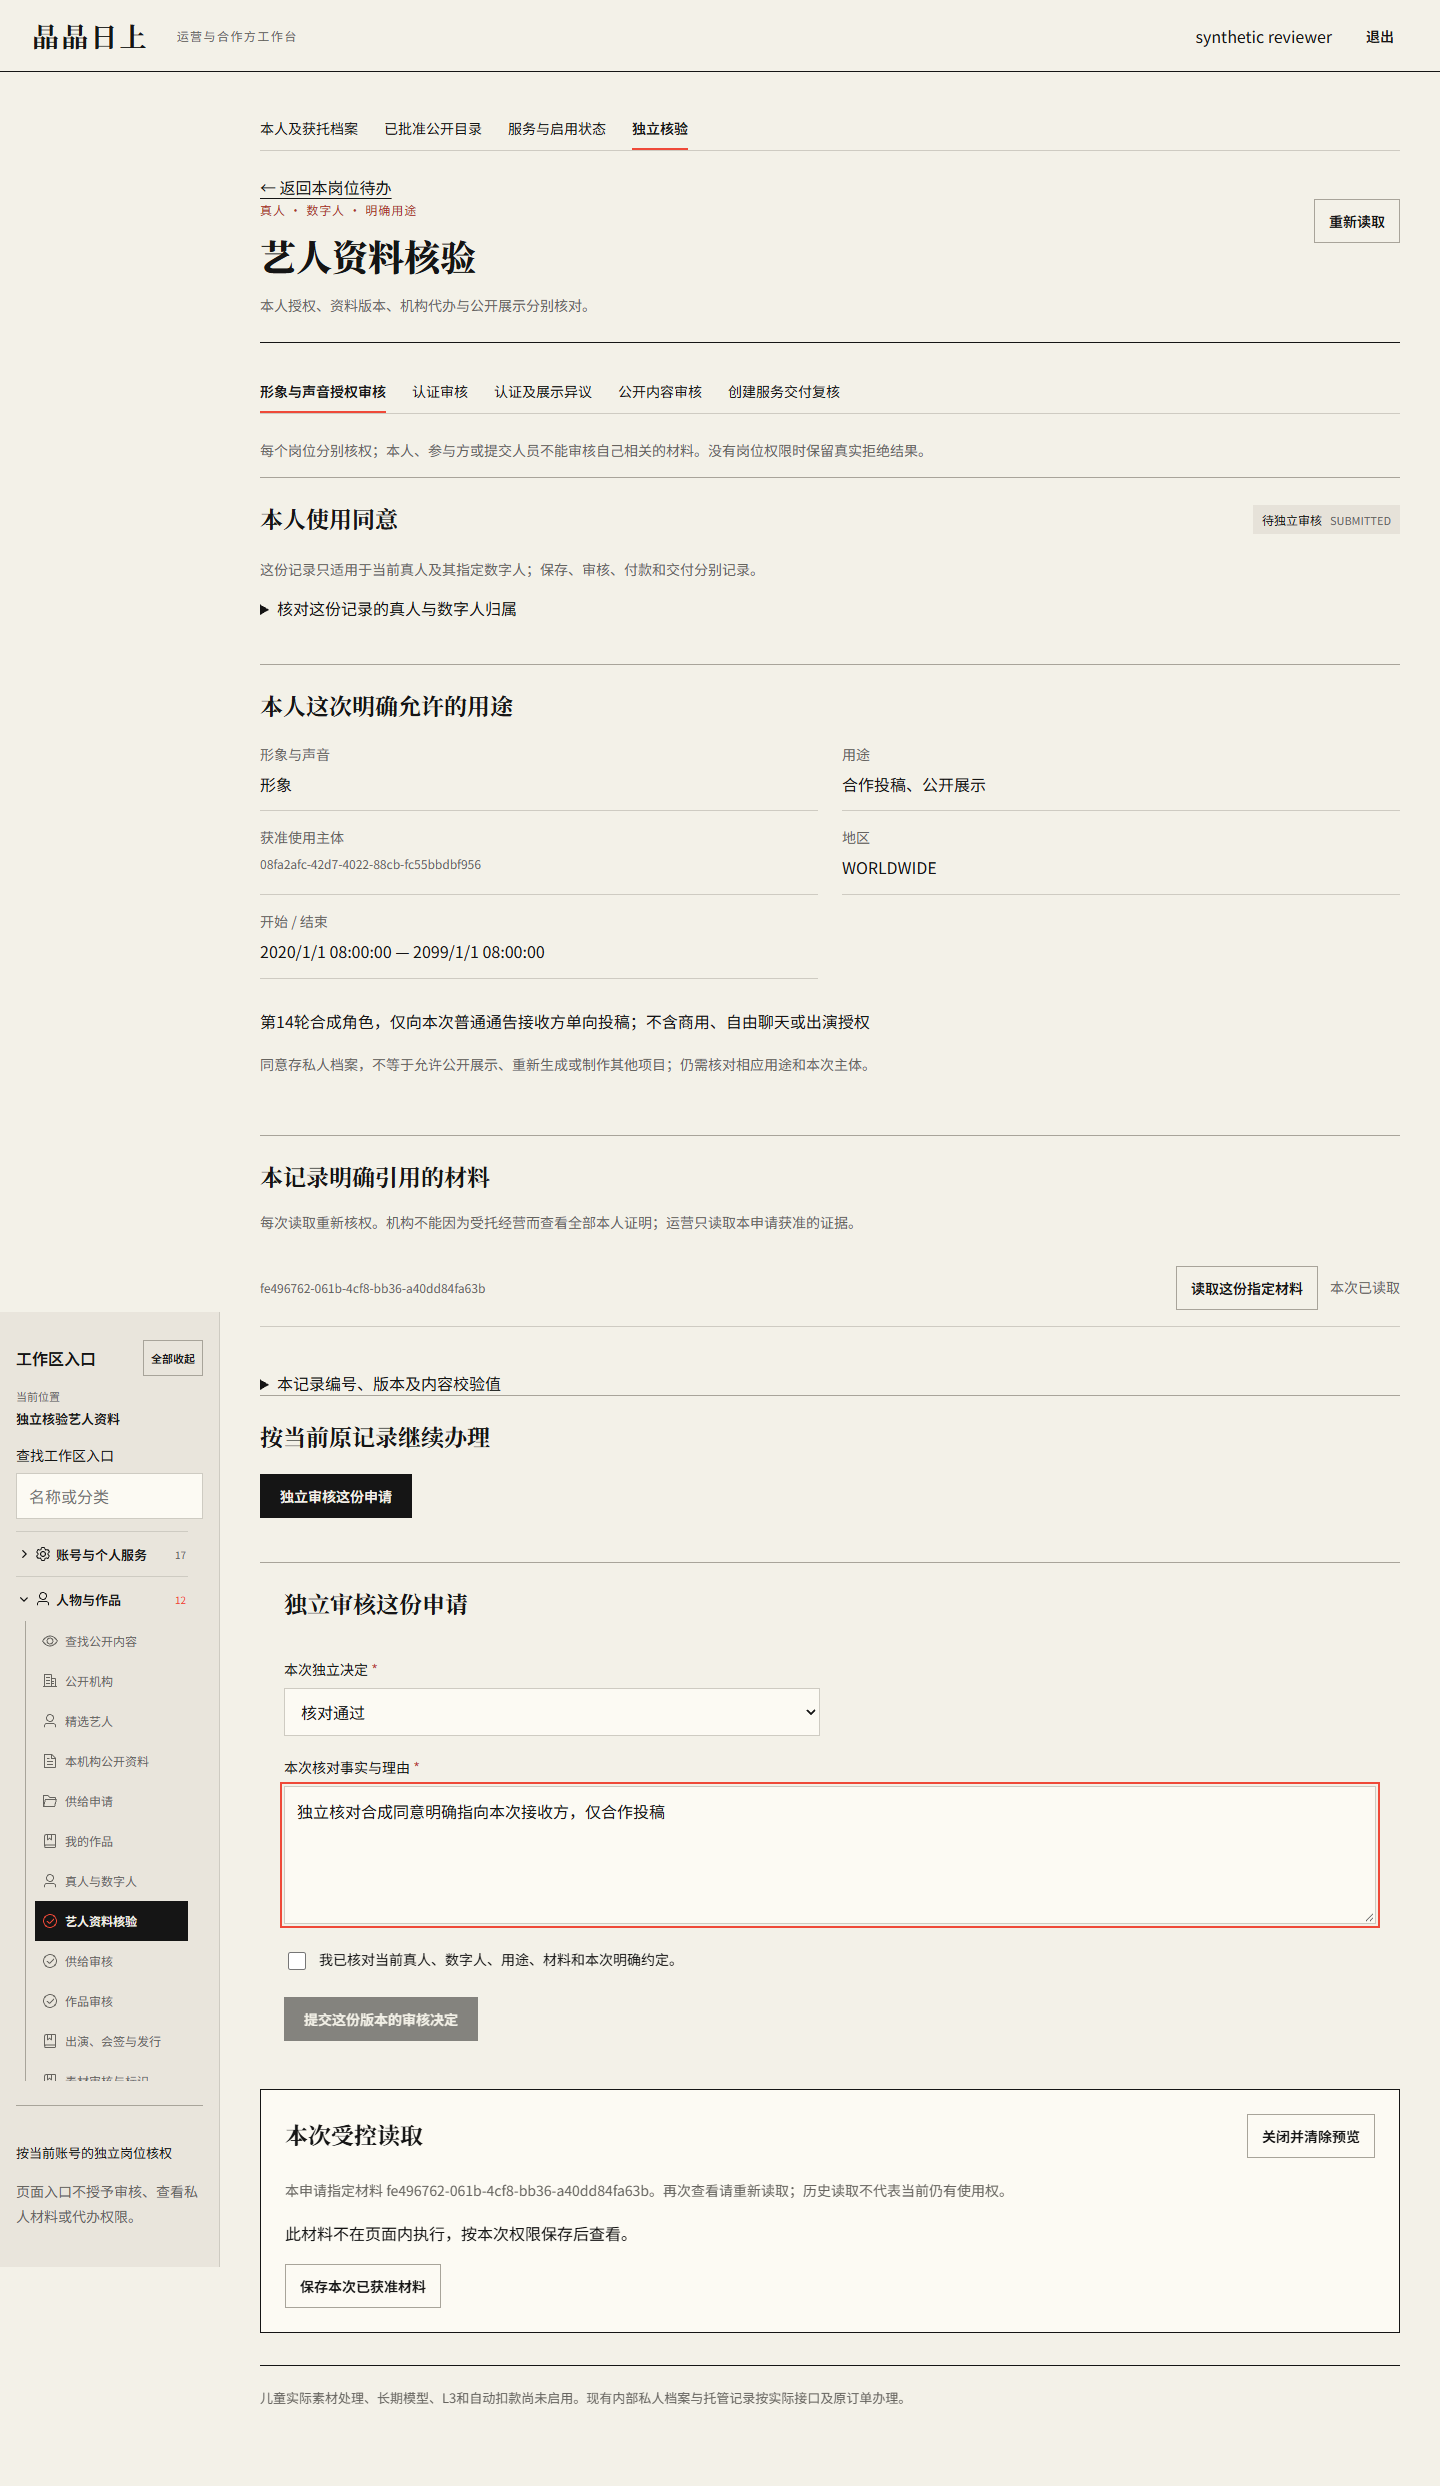 晶晶日上
运营与合作方工作台
synthetic reviewer
退出
本人及获托档案
已批准公开目录
服务与启用状态
独立核验
← 返回本岗位待办
真人 · 数字人 · 明确用途
重新读取
艺人资料核验
本人授权、资料版本、机构代办与公开展示分别核对。
形象与声音授权审核
认证审核
认证及展示异议
公开内容审核
创建服务交付复核
每个岗位分别核权；本人、参与方或提交人员不能审核自己相关的材料。没有岗位权限时保留真实拒绝结果。
本人使用同意
待独立审核 SUBMITTED
这份记录只适用于当前真人及其指定数字人；保存、审核、付款和交付分别记录。
核对这份记录的真人与数字人归属
本人这次明确允许的用途
形象与声音
形象
用途
合作投稿、公开展示
获准使用主体
08fa2afc-42d7-4022-88cb-fc55bbdbf956
地区
WORLDWIDE
开始 / 结束
2020/1/1 08:00:00 — 2099/1/1 08:00:00
第14轮合成角色，仅向本次普通通告接收方单向投稿；不含商用、自由聊天或出演授权
同意存私人档案，不等于允许公开展示、重新生成或制作其他项目；仍需核对相应用途和本次主体。
本记录明确引用的材料
每次读取重新核权。机构不能因为受托经营而查看全部本人证明；运营只读取本申请获准的证据。
fe496762-061b-4cf8-bb36-a40dd84fa63b
读取这份指定材料
本次已读取
本记录编号、版本及内容校验值
按当前原记录继续办理
独立审核这份申请
独立审核这份申请
本次独立决定 *
核对通过
本次核对事实与理由 *
独立核对合成同意明确指向本次接收方，仅合作投稿
我已核对当前真人、数字人、用途、材料和本次明确约定。
提交这份版本的审核决定
本次受控读取
关闭并清除预览
本申请指定材料 fe496762-061b-4cf8-bb36-a40dd84fa63b。再次查看请重新读取；历史读取不代表当前仍有使用权。
此材料不在页面内执行，按本次权限保存后查看。
保存本次已获准材料
儿童实际素材处理、长期模型、L3和自动扣款尚未启用。现有内部私人档案与托管记录按实际接口及原订单办理。
工作区入口
全部收起
当前位置
独立核验艺人资料
查找工作区入口
名称或分类
账号与个人服务 17
人物与作品 12
查找公开内容
公开机构
精选艺人
本机构公开资料
供给申请
我的作品
真人与数字人
艺人资料核验
供给审核
作品审核
出演、会签与发行
素材审核与标识
按当前账号的独立岗位核权
页面入口不授予审核、查看私
人材料或代办权限。